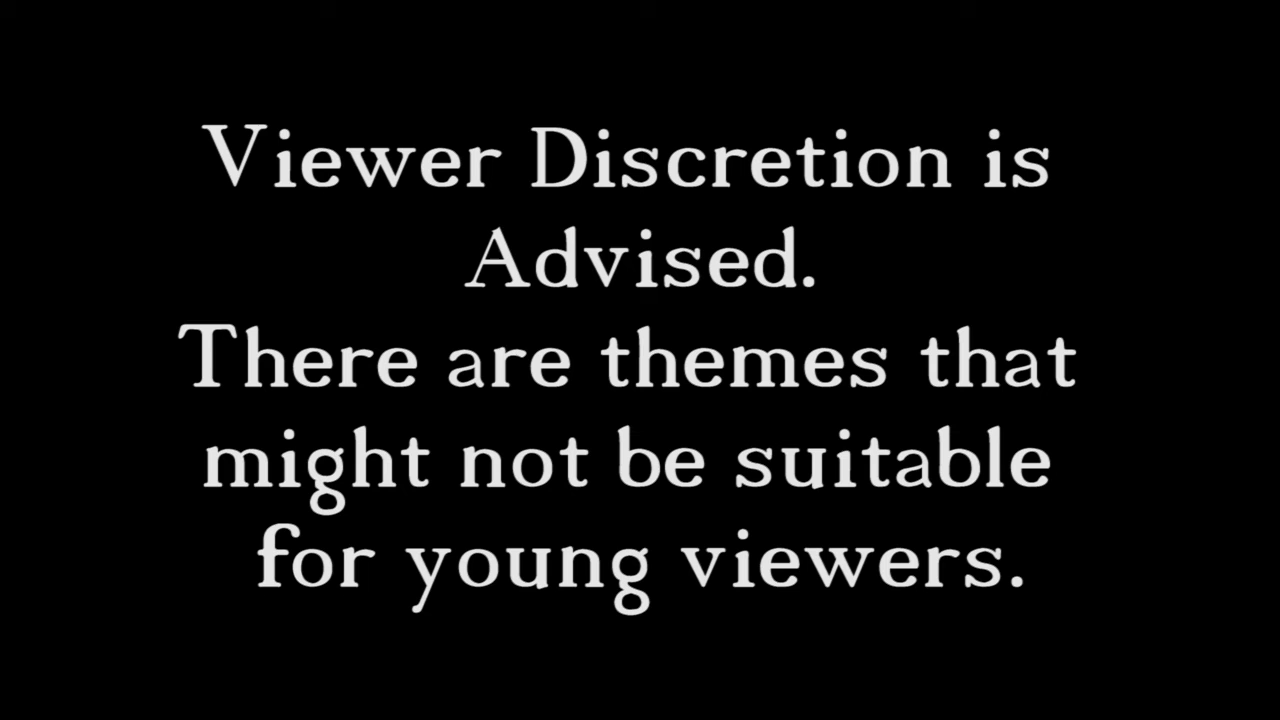 Viewer Discretion is
Advised.
There are themes that
might not be suitable
for young viewers.